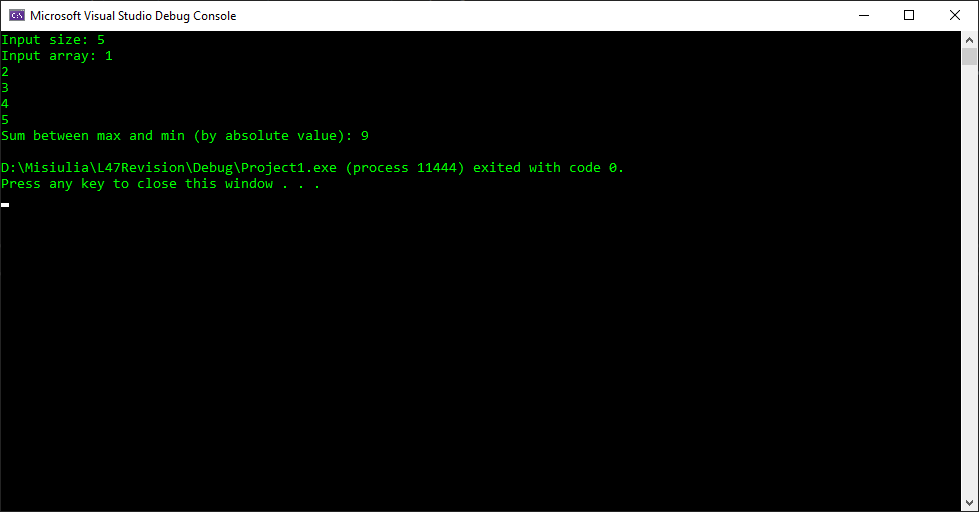 Microsoft Visual Studio Debug Console
Input size: 5
Input array: 1
2
3
4
5
Sum between max and min (by absolute value): 9
D:\Misiulia\L47Revision\Debug\Project1.exe (process 11444) exited with code 0.
Press any key to close this window . . .